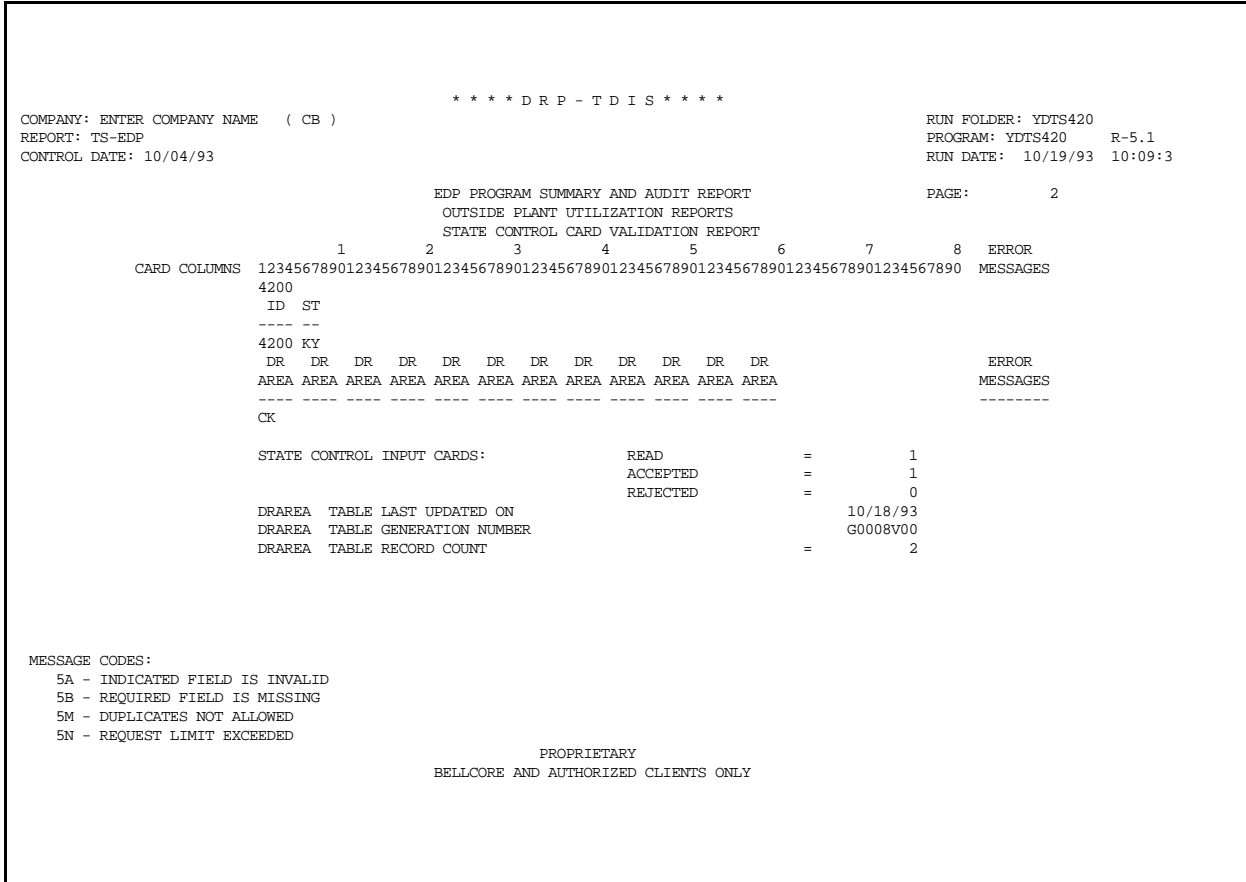 * * * * D R P - T D I S * * * *
COMPANY: ENTER COMPANY NAME ( CB ) RUN FOLDER: YDTS420
REPORT: TS-EDP PROGRAM: YDTS420 R-5.1
CONTROL DATE: 10/04/93 RUN DATE: 10/19/93 10:09:3
EDP PROGRAM SUMMARY AND AUDIT REPORT PAGE: 2
OUTSIDE PLANT UTILIZATION REPORTS
STATE CONTROL CARD VALIDATION REPORT
1 2 3 4 5 6 7 8 ERROR
CARD COLUMNS 12345678901234567890123456789012345678901234567890123456789012345678901234567890 MESSAGES
4200
ID ST
---- --
4200 KY
DR DR DR DR DR DR DR DR DR DR DR DR ERROR
AREA AREA AREA AREA AREA AREA AREA AREA AREA AREA AREA AREA MESSAGES
---- ---- ---- ---- ---- ---- ---- ---- ---- ---- ---- ---- --------
CK
STATE CONTROL INPUT CARDS: READ = 1
ACCEPTED = 1
REJECTED = 0
DRAREA TABLE LAST UPDATED ON 10/18/93
DRAREA TABLE GENERATION NUMBER G0008V00
DRAREA TABLE RECORD COUNT = 2
MESSAGE CODES:
5A - INDICATED FIELD IS INVALID
5B - REQUIRED FIELD IS MISSING
5M - DUPLICATES NOT ALLOWED
5N - REQUEST LIMIT EXCEEDED
PROPRIETARY
BELLCORE AND AUTHORIZED CLIENTS ONLY